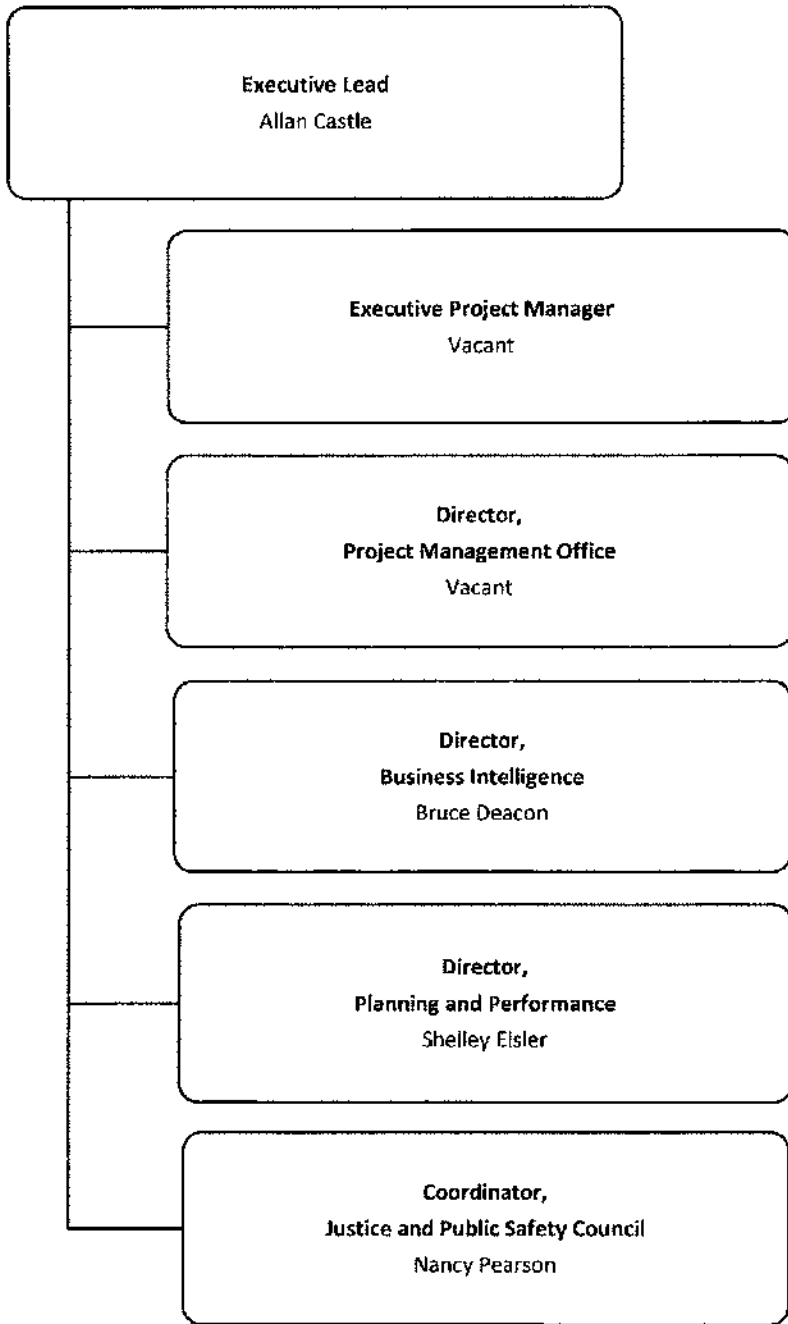 Executive Lead
Allan Castle
Executive Project Manager
Vacant
Director,
Project Management Office
Vacant
Director,
Business Intelligence
Bruce Deacon
Director,
Planning and Performance
Shelley Eisler
Coordinator,
Justice and Public Safety Council
Nancy Pearson